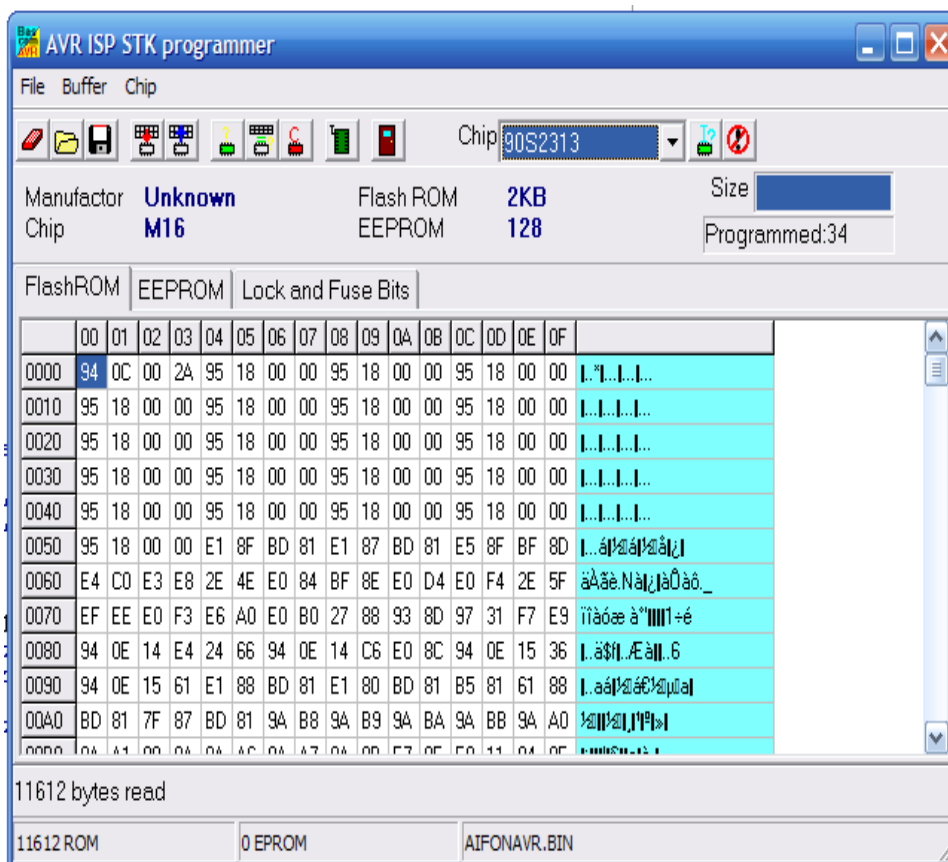 AVR ISP STK programmer
File Buffer Chip
Chip 90S2313
Manufactor Unknown Flash ROM 2KB Size
Chip M16 EEPROM 128 Programmed:34
FlashROM EEPROM Lock and Fuse Bits
00 01 02 03 04 05 06 07 08 09 0A 0B 0C 0D 0E 0F
0000 94 0C 00 2A 95 18 00 00 95 18 00 00 95 18 00 00
0010 95 18 00 00 95 18 00 00 95 18 00 00 95 18 00 00
0020 95 18 00 00 95 18 00 00 95 18 00 00 95 18 00 00
0030 95 18 00 00 95 18 00 00 95 18 00 00 95 18 00 00
0040 95 18 00 00 95 18 00 00 95 18 00 00 95 18 00 00
0050 95 18 00 00 E1 8F BD 81 E1 87 BD 81 E5 8F BF 8D
0060 E4 C0 E3 E8 2E 4E E0 84 BF 8E E0 D4 E0 F4 2E 5F
0070 EF EE E0 F3 E6 A0 E0 B0 27 88 93 8D 97 31 F7 E9
0080 94 0E 14 E4 24 66 94 0E 14 C6 E0 8C 94 0E 15 36
0090 94 0E 15 61 E1 88 BD 81 E1 80 BD 81 B5 81 61 88
00A0 BD 81 7F 87 BD 81 9A B8 9A B9 9A BA 9A BB 9A A0
11612 bytes read
11612 ROM 0 EPROM AIFONAVR.BIN